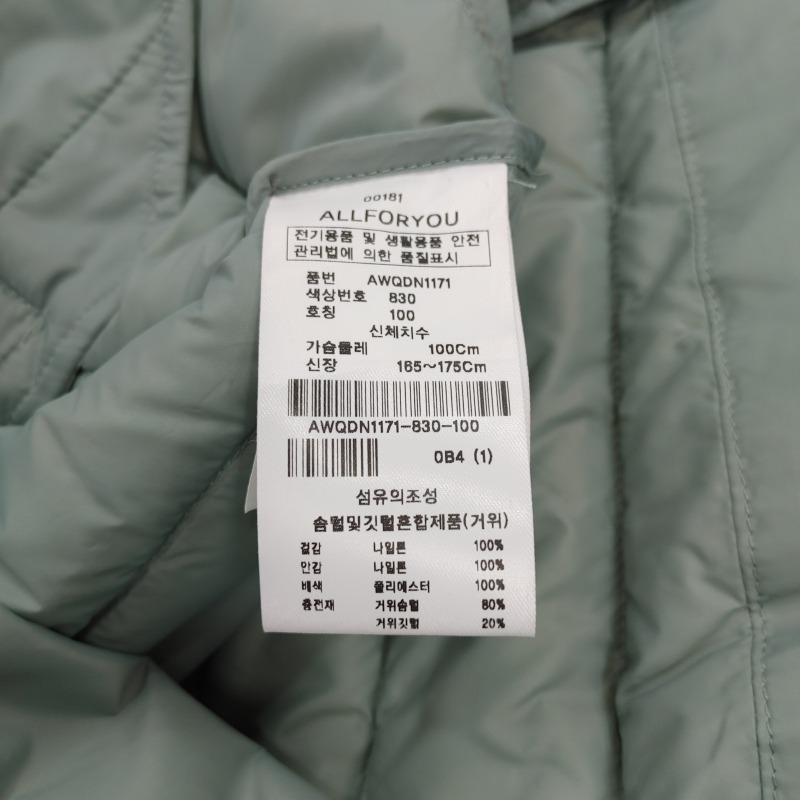 00181
ALLFORYOU
전기용품 및 생활용품 안전
관리법에 의한 품질표시
품번 AWQDN1171
색상번호 830
호칭 100
신체치수
가슴둘레 100Cm
신장 165~175Cm
AWQDN1171-830-100
0B4 (1)
섬유의조성
솜털및깃털혼합제품(거위)
겉감 나일론 100%
안감 나일론 100%
배색 폴리에스터 100%
충전재 거위솜털 80%
거위깃털 20%